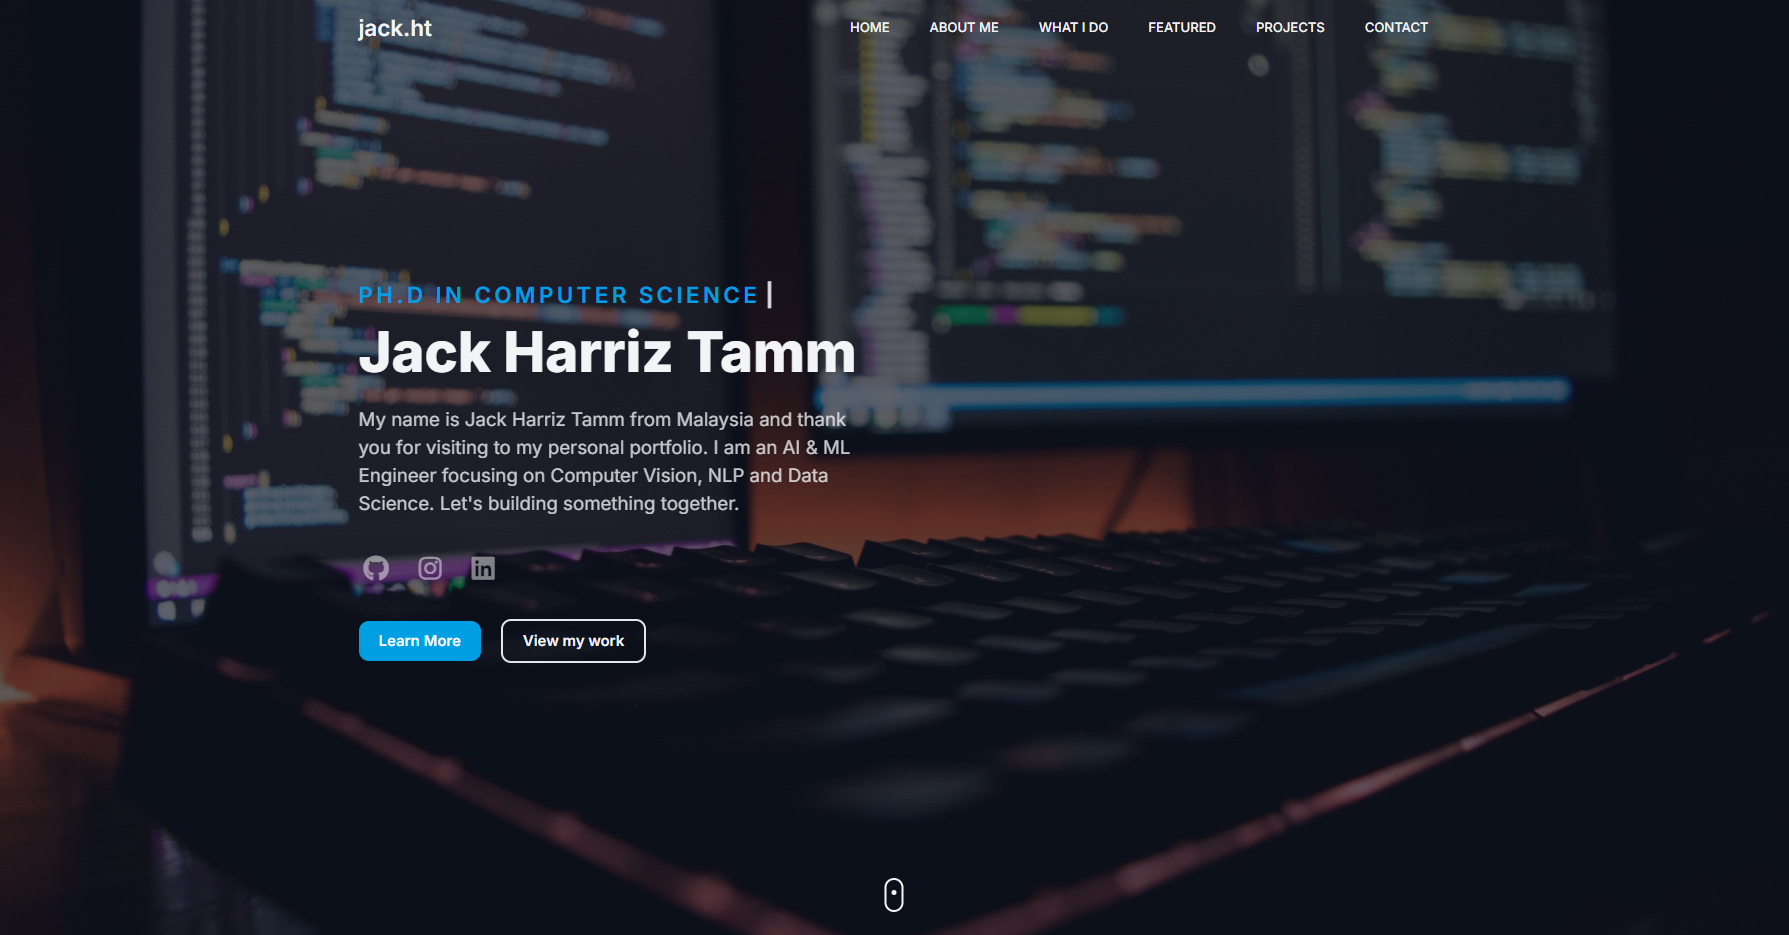 jack.ht
HOME
ABOUT ME
WHAT I DO
FEATURED
PROJECTS
CONTACT
PH.D IN COMPUTER SCIENCE
Jack Harriz Tamm
My name is Jack Harriz Tamm from Malaysia and thank
you for visiting to my personal portfolio. I am an AI & ML
Engineer focusing on Computer Vision, NLP and Data
Science. Let's building something together.
Learn More
View my work